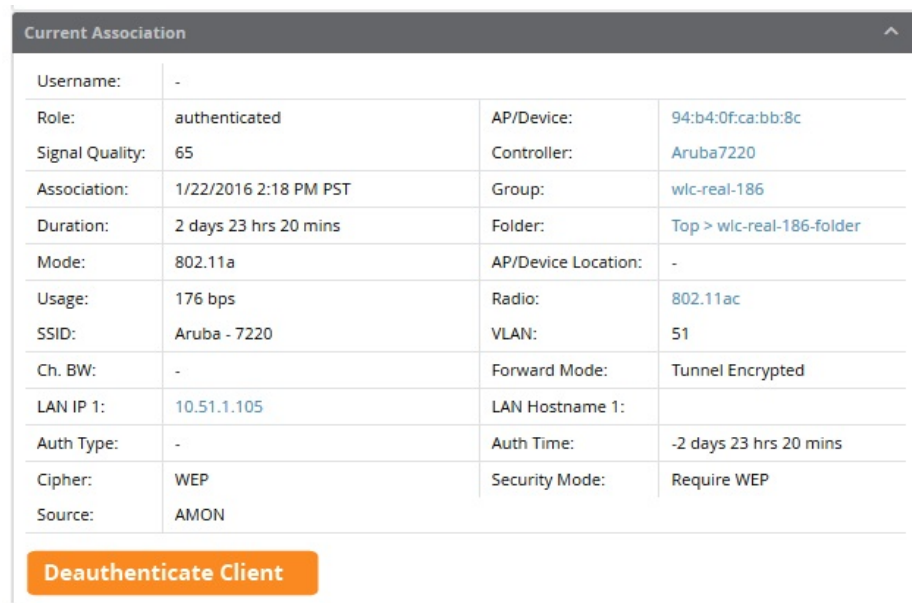 Current Association
Username: -
Role: authenticated AP/Device: 94:b4:0f:ca:bb:8c
Signal Quality: 65 Controller: Aruba7220
Association: 1/22/2016 2:18 PM PST Group: wlc-real-186
Duration: 2 days 23 hrs 20 mins Folder: Top > wlc-real-186-folder
Mode: 802.11a AP/Device Location: -
Usage: 176 bps Radio: 802.11ac
SSID: Aruba - 7220 VLAN: 51
Ch. BW: - Forward Mode: Tunnel Encrypted
LAN IP 1: 10.51.1.105 LAN Hostname 1:
Auth Type: - Auth Time: -2 days 23 hrs 20 mins
Cipher: WEP Security Mode: Require WEP
Source: AMON
Deauthenticate Client